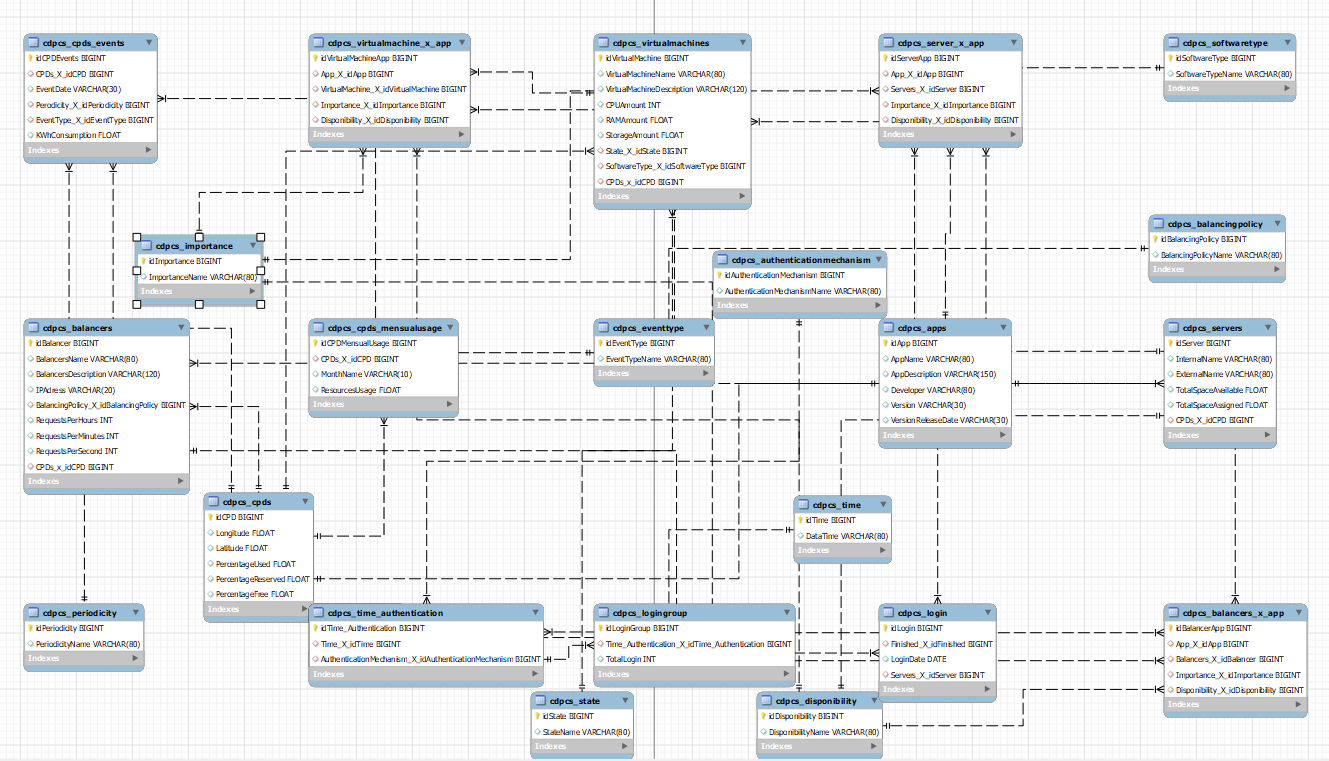 cdpcs_cpds_events
idCPDEvents BIGINT
CPDs_X_idCPD BIGINT
EventDate VARCHAR(30)
Perodicity_X_idPeriodicity BIGINT
EventType_X_idEventType BIGINT
KWhConsumption FLOAT
Indexes
cdpcs_virtualmachine_x_app
idVirtualMachineApp BIGINT
App_X_idApp BIGINT
VirtualMachine_X_idVirtualMachine BIGINT
Importance_X_idImportance BIGINT
Disponibility_X_idDisponibility BIGINT
Indexes
cdpcs_virtualmachines
idVirtualMachine BIGINT
VirtualMachineName VARCHAR(80)
VirtualMachineDescription VARCHAR(120)
CPUAmount INT
RAMAmount FLOAT
StorageAmount FLOAT
State_X_idState BIGINT
SoftwareType_X_idSoftwareType BIGINT
CPDs_x_idCPD BIGINT
Indexes
cdpcs_server_x_app
idServerApp BIGINT
App_X_idApp BIGINT
Servers_X_idServer BIGINT
Importance_X_idImportance BIGINT
Disponibility_X_idDisponibility BIGINT
Indexes
cdpcs_softwaretype
idSoftwareType BIGINT
SoftwareTypeName VARCHAR(80)
Indexes
cdpcs_importance
idImportance BIGINT
ImportanceName VARCHAR(80)
Indexes
cdpcs_authenticationmechanism
idAuthenticationMechanism BIGINT
AuthenticationMechanismName VARCHAR(80)
Indexes
cdpcs_balancingpolicy
idBalancingPolicy BIGINT
BalancingPolicyName VARCHAR(80)
Indexes
cdpcs_balancers
idBalancer BIGINT
BalancersName VARCHAR(80)
BalancersDescription VARCHAR(120)
IPAdress VARCHAR(20)
BalancingPolicy_X_idBalancingPolicy BIGINT
RequestsPerHours INT
RequestsPerMinutes INT
RequestsPerSecond INT
CPDs_x_idCPD BIGINT
Indexes
cdpcs_cpds_mensualusage
idCPDMensualUsage BIGINT
CPDs_X_idCPD BIGINT
MonthName VARCHAR(10)
ResourcesUsage FLOAT
Indexes
cdpcs_eventtype
idEventType BIGINT
EventTypeName VARCHAR(80)
Indexes
cdpcs_apps
idApp BIGINT
AppName VARCHAR(80)
AppDescription VARCHAR(150)
Developer VARCHAR(80)
Version VARCHAR(30)
VersionReleaseDate VARCHAR(30)
Indexes
cdpcs_servers
idServer BIGINT
InternalName VARCHAR(80)
ExternalName VARCHAR(80)
TotalSpaceAvailable FLOAT
TotalSpaceAssigned FLOAT
CPDs_X_idCPD BIGINT
Indexes
cdpcs_cpds
idCPD BIGINT
Longitude FLOAT
Latitude FLOAT
PercentageUsed FLOAT
PercentageReserved FLOAT
PercentageFree FLOAT
Indexes
cdpcs_time
idTime BIGINT
DataTime VARCHAR(80)
Indexes
cdpcs_periodicity
idPeriodicity BIGINT
PeriodicityName VARCHAR(80)
Indexes
cdpcs_time_authentication
idTime_Authentication BIGINT
Time_X_idTime BIGINT
AuthenticationMechanism_X_idAuthenticationMechanism BIGINT
Indexes
cdpcs_logingroup
idLoginGroup BIGINT
Time_Authentication_X_idTime_Authentication BIGINT
TotalLogin INT
Indexes
cdpcs_login
idLogin BIGINT
Finished_X_idFinished BIGINT
LoginDate DATE
Servers_X_idServer BIGINT
Indexes
cdpcs_balancers_x_app
idBalancerApp BIGINT
App_X_idApp BIGINT
Balancers_X_idBalancer BIGINT
Importance_X_idImportance BIGINT
Disponibility_X_idDisponibility BIGINT
Indexes
cdpcs_state
idState BIGINT
StateName VARCHAR(80)
Indexes
cdpcs_disponibility
idDisponibility BIGINT
DisponibilityName VARCHAR(80)
Indexes